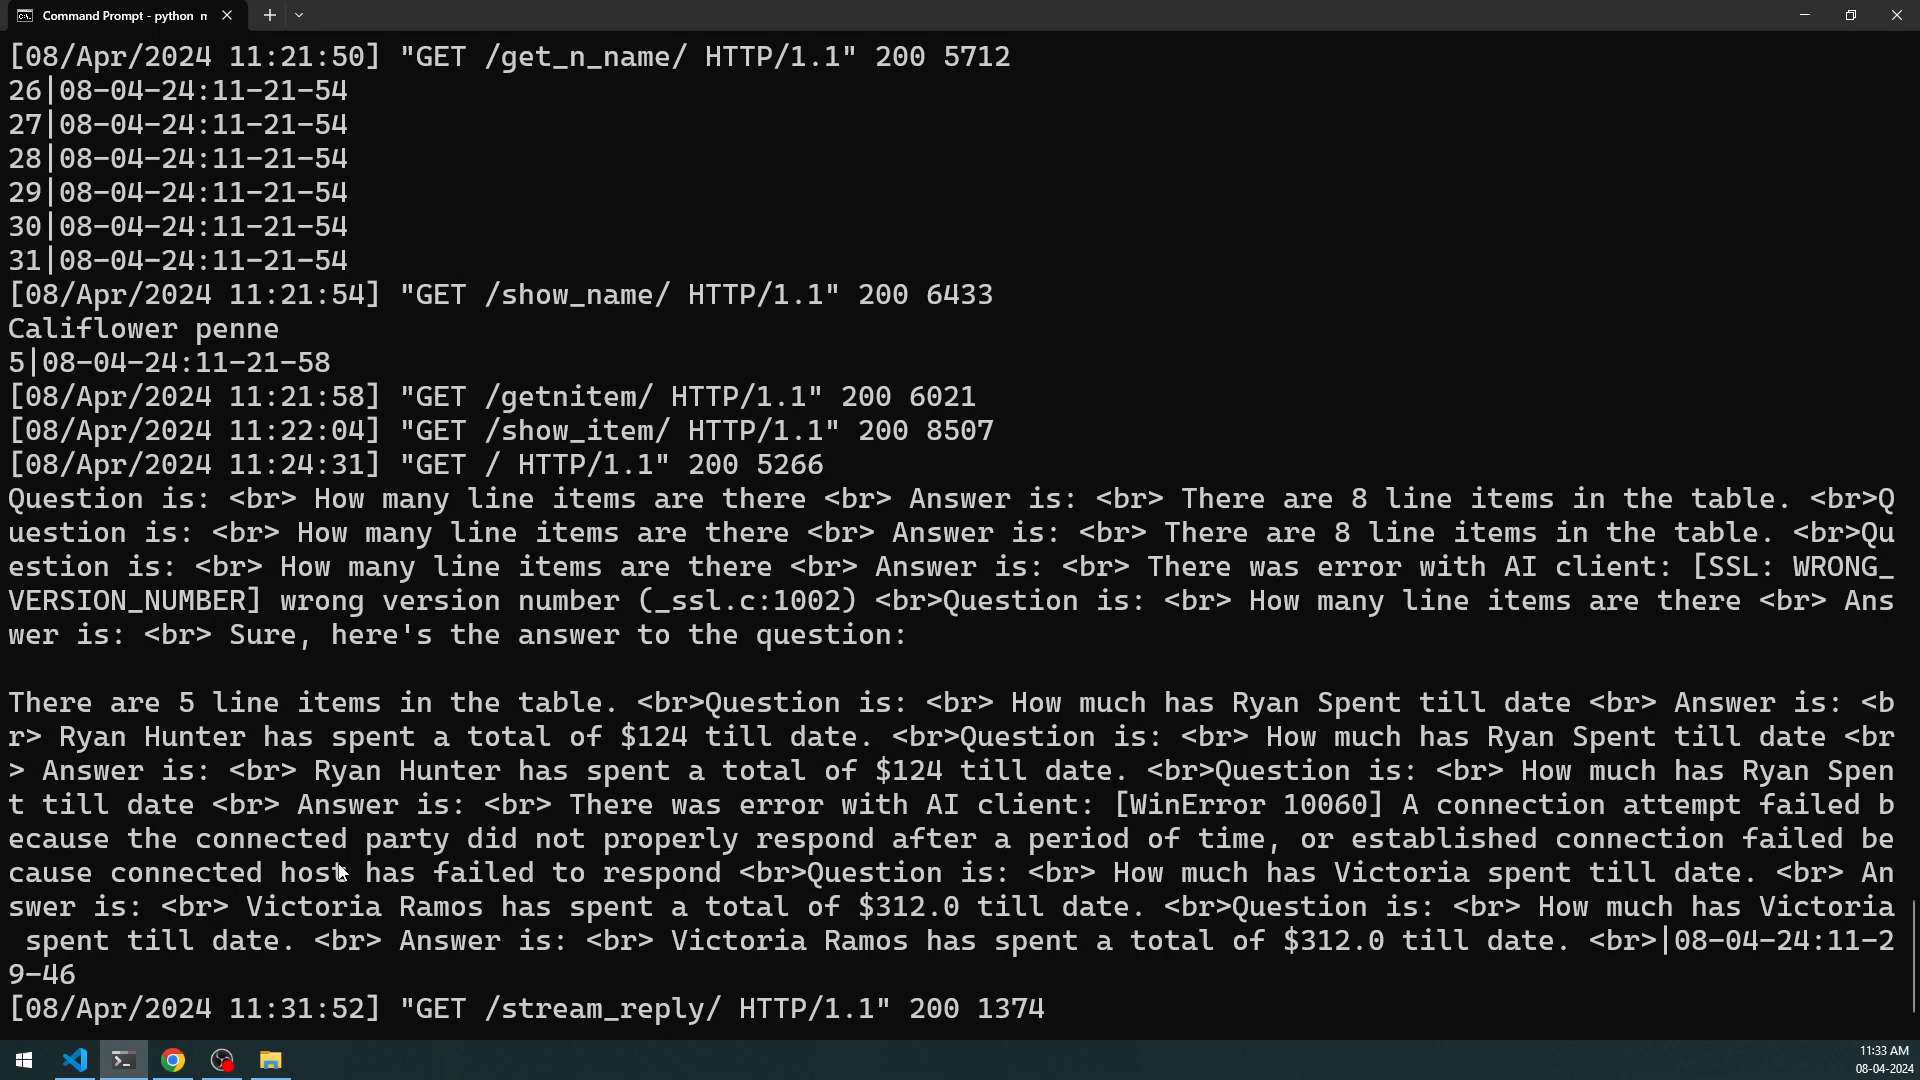 Command Prompt - python  m
[08/Apr/2024 11:21:50] "GET /get_n_name/ HTTP/1.1" 200 5712
26|08-04-24:11-21-54
27|08-04-24:11-21-54
28|08-04-24:11-21-54
29|08-04-24:11-21-54
30|08-04-24:11-21-54
31|08-04-24:11-21-54
[08/Apr/2024 11:21:54] "GET /show_name/ HTTP/1.1" 200 6433
Califlower penne
5|08-04-24:11-21-58
[08/Apr/2024 11:21:58] "GET /getnitem/ HTTP/1.1" 200 6021
[08/Apr/2024 11:22:04] "GET /show_item/ HTTP/1.1" 200 8507
[08/Apr/2024 11:24:31] "GET / HTTP/1.1" 200 5266
Question is: <br> How many line items are there <br> Answer is: <br> There are 8 line items in the table. <br>Q
uestion is: <br> How many line items are there <br> Answer is: <br> There are 8 line items in the table. <br>Qu
estion is: <br> How many line items are there <br> Answer is: <br> There was error with AI client: [SSL: WRONG_
VERSION_NUMBER] wrong version number (_ssl.c:1002) <br>Question is: <br> How many line items are there <br> Ans
wer is: <br> Sure, here's the answer to the question:
There are 5 line items in the table. <br>Question is: <br> How much has Ryan Spent till date <br> Answer is: <b
r> Ryan Hunter has spent a total of $124 till date. <br>Question is: <br> How much has Ryan Spent till date <br
> Answer is: <br> Ryan Hunter has spent a total of $124 till date. <br>Question is: <br> How much has Ryan Spen
t till date <br> Answer is: <br> There was error with AI client: [WinError 10060] A connection attempt failed b
ecause the connected party did not properly respond after a period of time, or established connection failed be
cause connected host has failed to respond <br>Question is: <br> How much has Victoria spent till date. <br> An
swer is: <br> Victoria Ramos has spent a total of $312.0 till date. <br>Question is: <br> How much has Victoria
 spent till date. <br> Answer is: <br> Victoria Ramos has spent a total of $312.0 till date. <br>|08-04-24:11-2
9-46
[08/Apr/2024 11:31:52] "GET /stream_reply/ HTTP/1.1" 200 1374
11:33 AM
08-04-2024